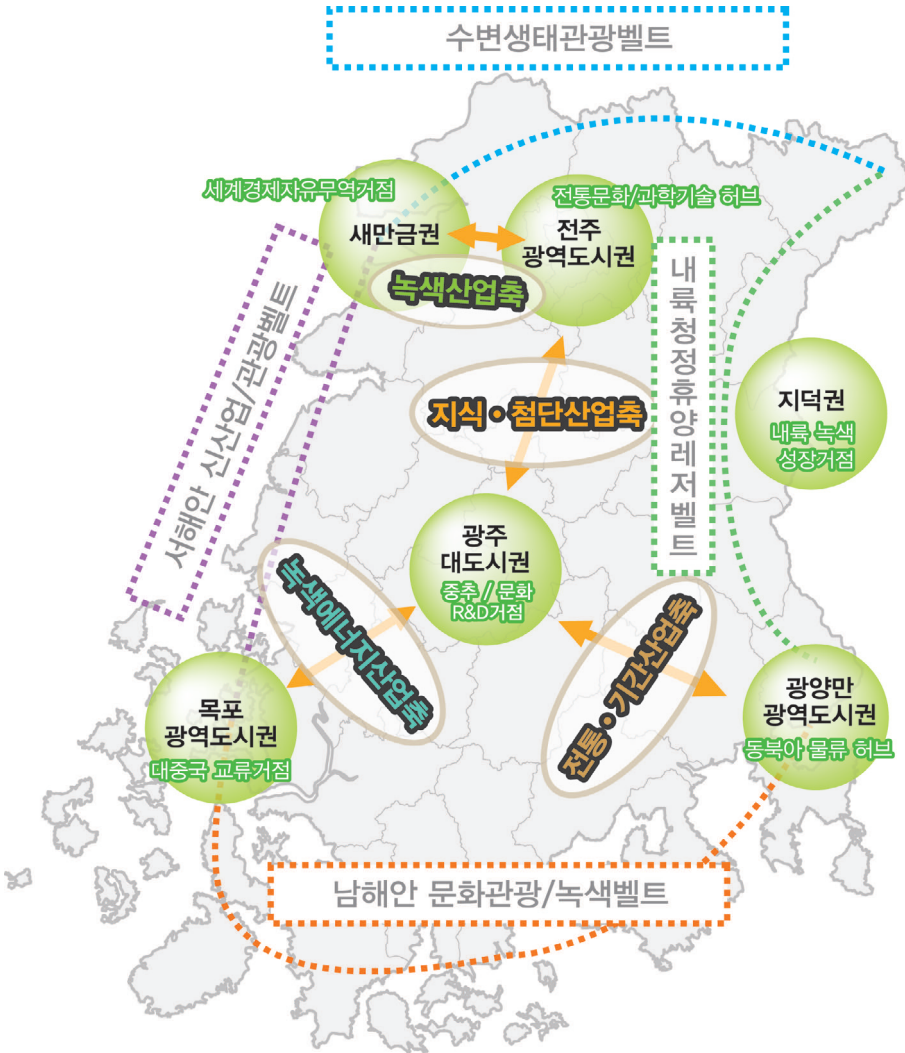 수변생태관광벨트
세계경제자유무역거점
전통문화/과학기술 허브
새만금권
전주
광역도시권
녹색산업축
내륙청정휴양레저벨트
서해안 신산업/관광벨트
지식·첨단산업축
지덕권
내륙 녹색
성장거점
광주
대도시권
중추 / 문화
R&D거점
녹색에너지산업축
전통·기간산업축
목포
광역도시권
대중국 교류거점
광양만
광역도시권
동북아 물류 허브
남해안 문화관광/녹색벨트